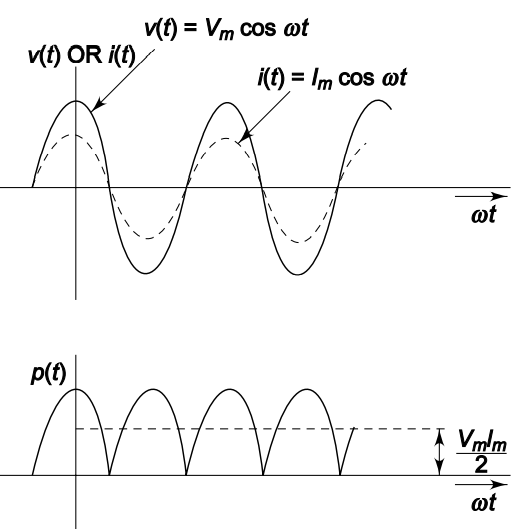 v(t) = Vm cos ωt
v(t) OR i(t)
i(t) = Im cos ωt
ωt
p(t)
VmIm
2
ωt